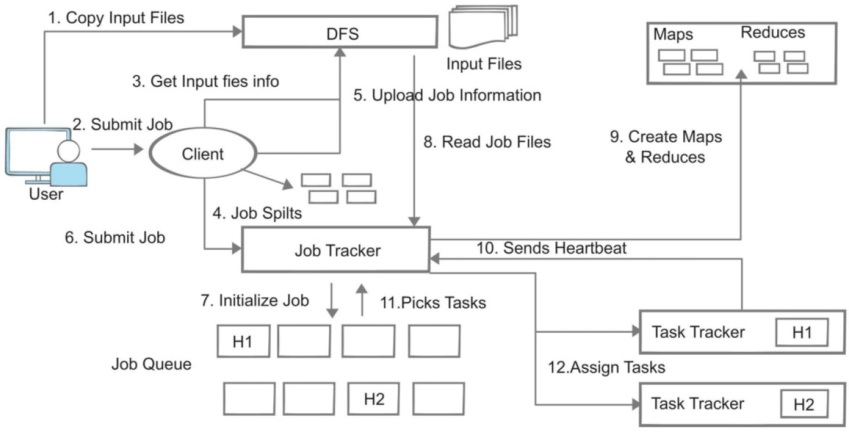 1. Copy Input Files
DFS
Input Files
Maps
Reduces
3. Get Input fies info
5. Upload Job Information
2. Submit Job
Client
8. Read Job Files
9. Create Maps
& Reduces
User
4. Job Spilts
6. Submit Job
Job Tracker
10. Sends Heartbeat
7. Initialize Job
11.Picks Tasks
H1
Task Tracker
H1
Job Queue
12.Assign Tasks
H2
Task Tracker
H2